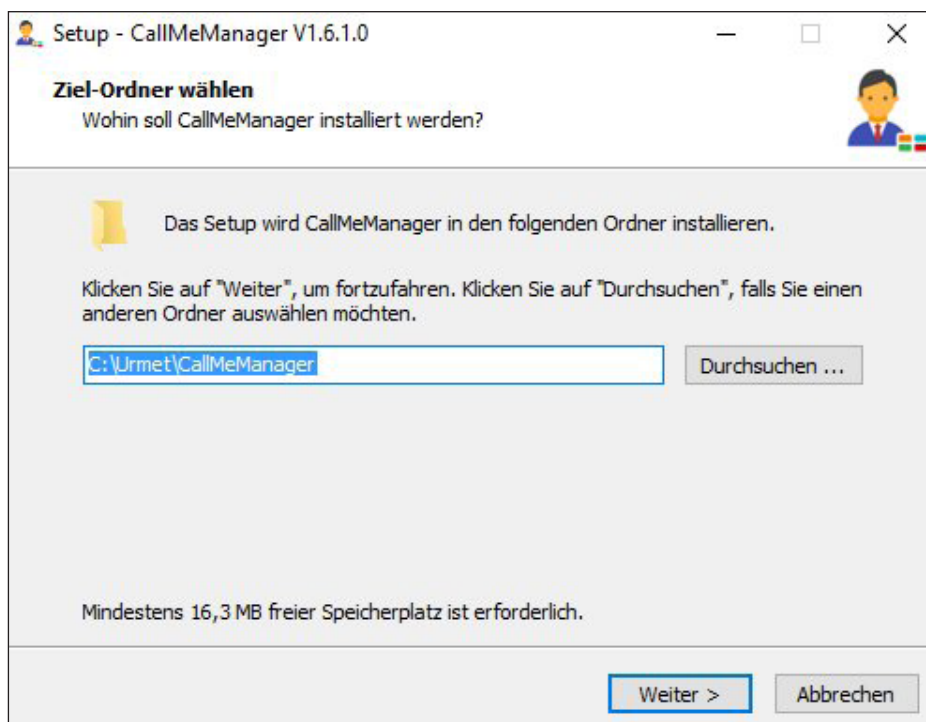 Setup - CallMeManager V1.6.1.0
Ziel-Ordner wählen
Wohin soll CallMeManager installiert werden?
Das Setup wird CallMeManager in den folgenden Ordner installieren.
Klicken Sie auf "Weiter", um fortzufahren. Klicken Sie auf "Durchsuchen", falls Sie einen
anderen Ordner auswählen möchten.
C:\Urmet\CallMeManager
Durchsuchen ...
Mindestens 16,3 MB freier Speicherplatz ist erforderlich.
Weiter >
Abbrechen